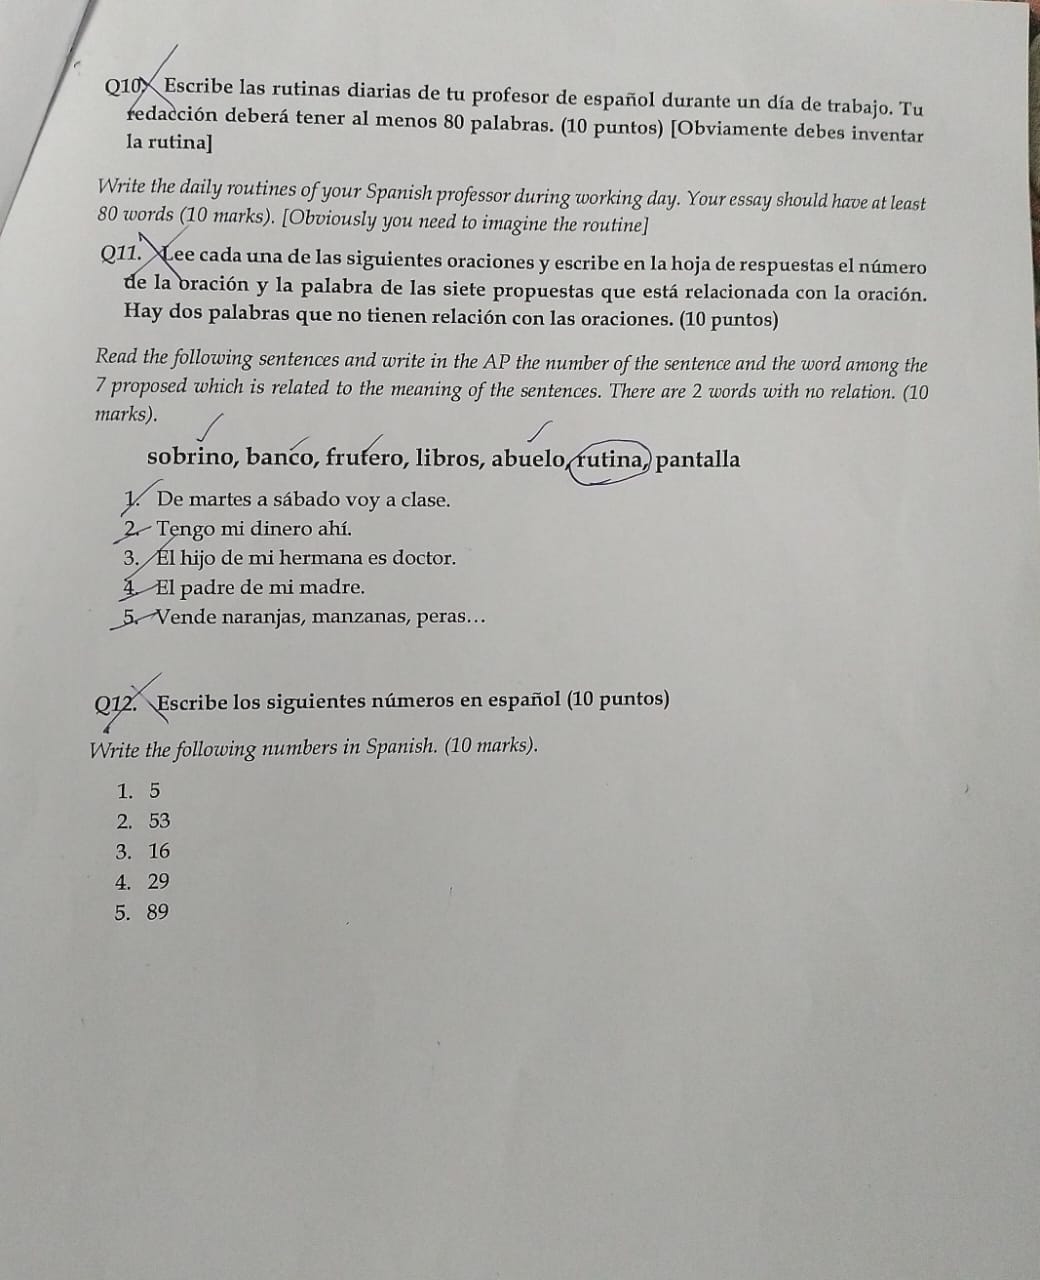 Q10. Escribe las rutinas diarias de tu profesor de español durante un día de trabajo. Tu
redacción deberá tener al menos 80 palabras. (10 puntos) [Obviamente debes inventar
la rutina]
Write the daily routines of your Spanish professor during working day. Your essay should have at least
80 words (10 marks). [Obviously you need to imagine the routine]
Q11. Lee cada una de las siguientes oraciones y escribe en la hoja de respuestas el número
de la oración y la palabra de las siete propuestas que está relacionada con la oración.
Hay dos palabras que no tienen relación con las oraciones. (10 puntos)
Read the following sentences and write in the AP the number of the sentence and the word among the
7 proposed which is related to the meaning of the sentences. There are 2 words with no relation. (10
marks).
sobrino, banco, frutero, libros, abuelo, rutina, pantalla
1. De martes a sábado voy a clase.
2. Tengo mi dinero ahí.
3. El hijo de mi hermana es doctor.
4. El padre de mi madre.
5. Vende naranjas, manzanas, peras…
Q12. Escribe los siguientes números en español (10 puntos)
Write the following numbers in Spanish. (10 marks).
1. 5
2. 53
3. 16
4. 29
5. 89